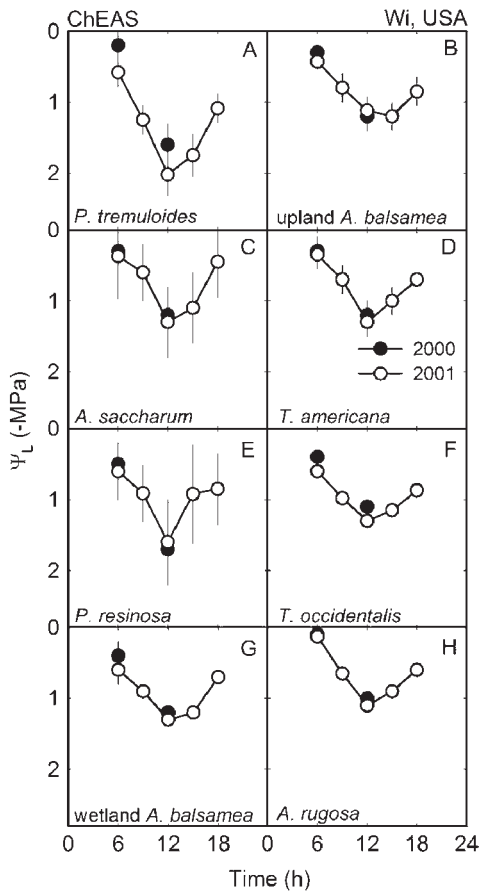 ChEAS Wi, USA
0
A
B
1
2
P. tremuloides
upland A. balsamea
0
C
D
1
2000
2001
2
A. saccharum
T. americana
ΨL (-MPa)
0
E
F
1
2
P. resinosa
T. occidentalis
0
G
H
1
2
wetland A. balsamea
A. rugosa
0 6 12 18 0 6 12 18 24
Time (h)